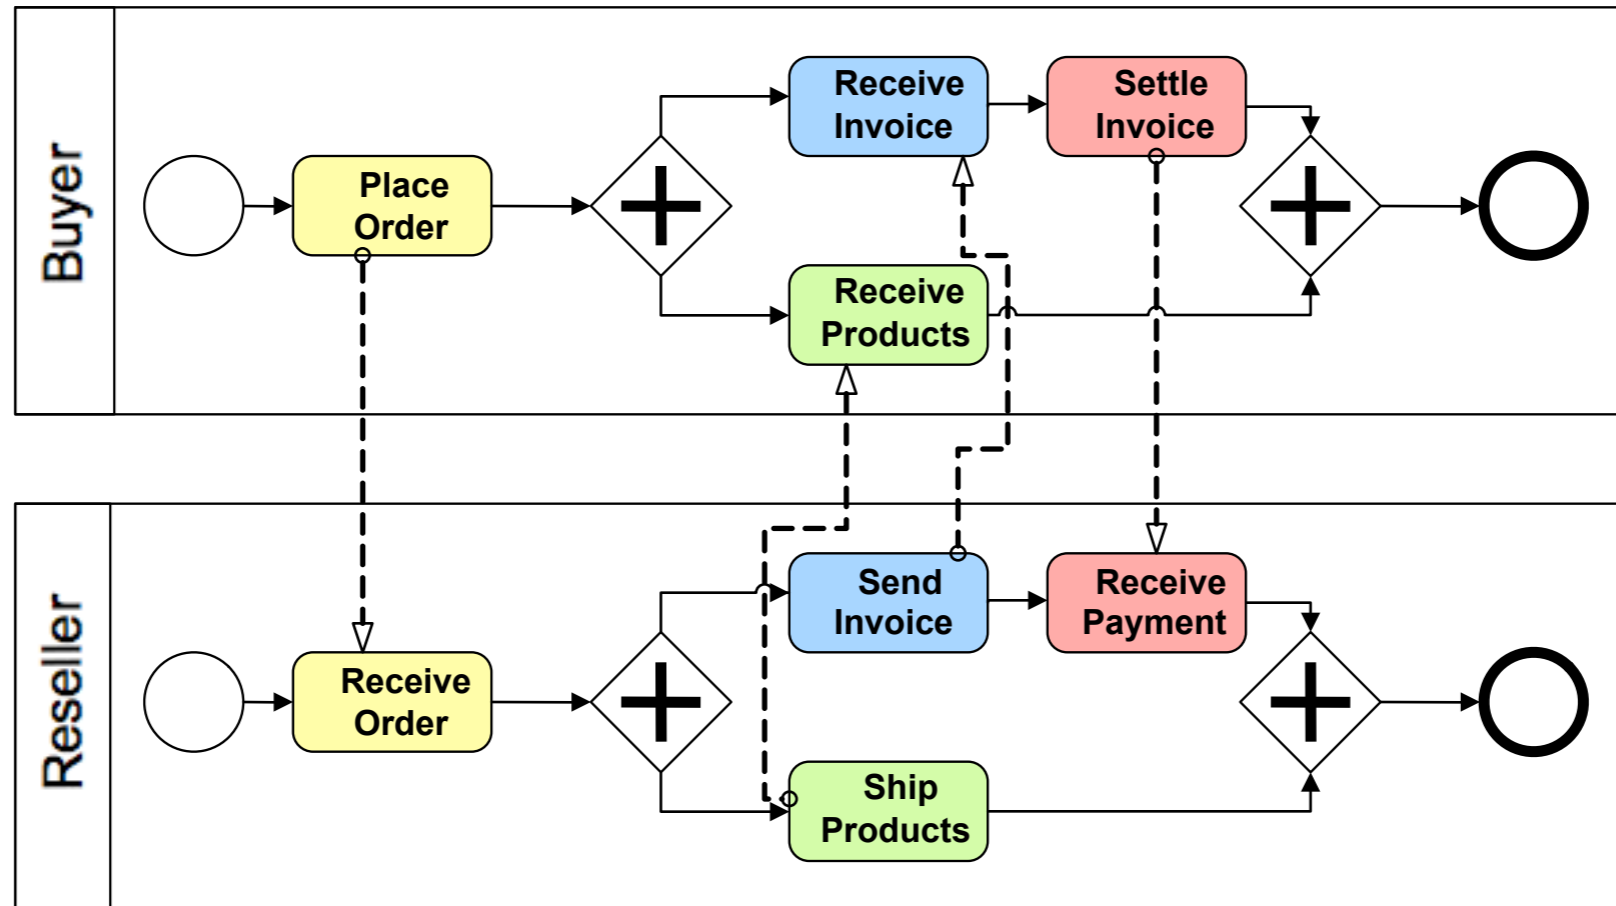 Buyer
Receive
Invoice
Settle
Invoice
Place
Order
Receive
Products
Reseller
Send
Invoice
Receive
Payment
Receive
Order
Ship
Products